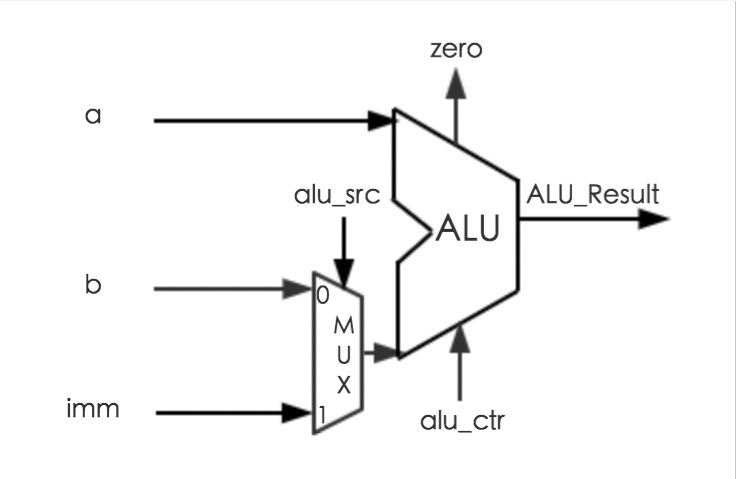 zero
a
alu_src
ALU_Result
ALU
b
0
M
U
X
imm
1
alu_ctr